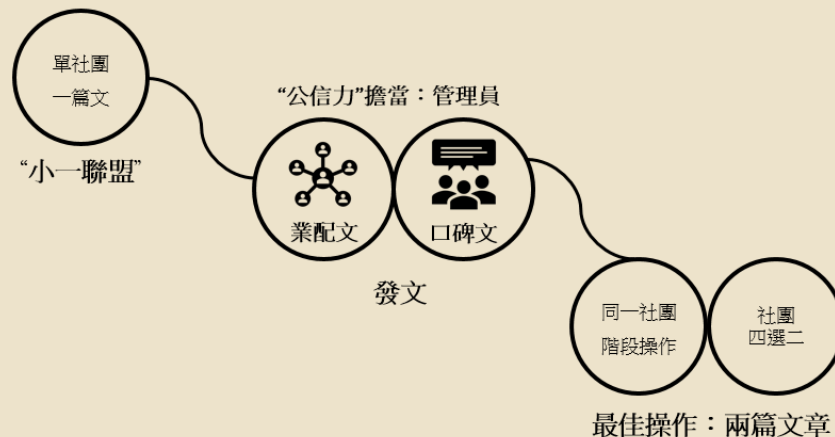 單社團
一篇文
“小一聯盟”
“公信力”擔當：管理員
業配文
口碑文
發文
同一社團
階段操作
社團
四選二
最佳操作：兩篇文章